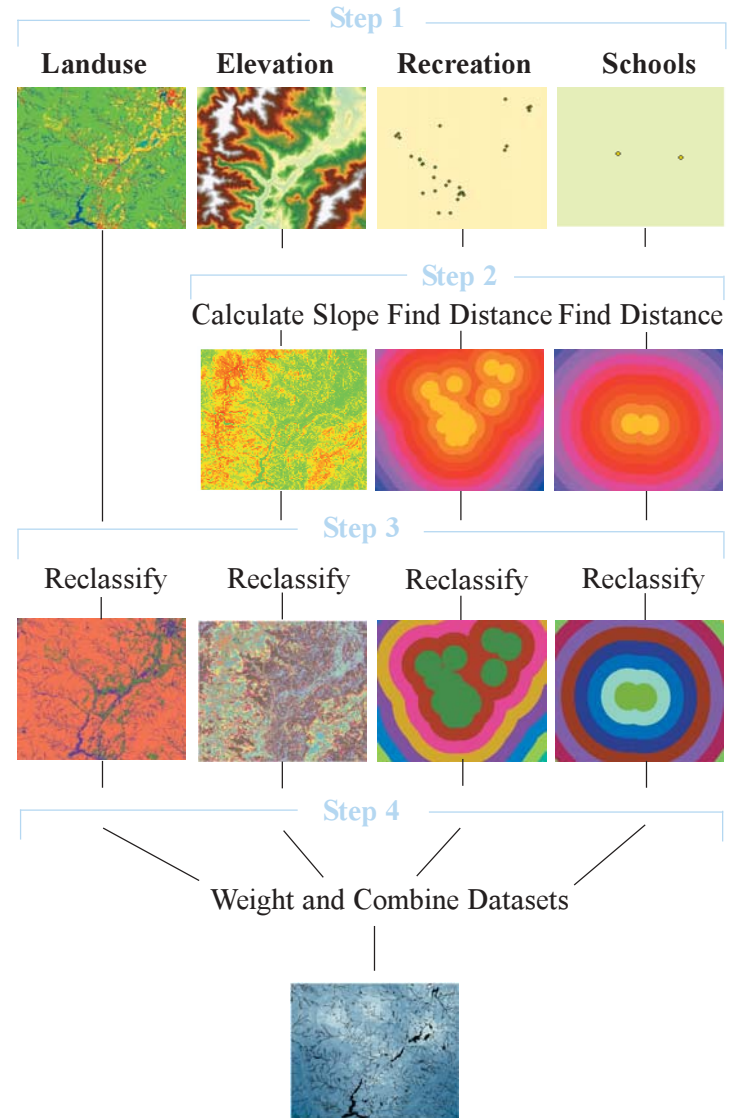 Step 1
Landuse Elevation Recreation Schools
Step 2
Calculate Slope Find Distance Find Distance
Step 3
Reclassify Reclassify Reclassify Reclassify
Step 4
Weight and Combine Datasets